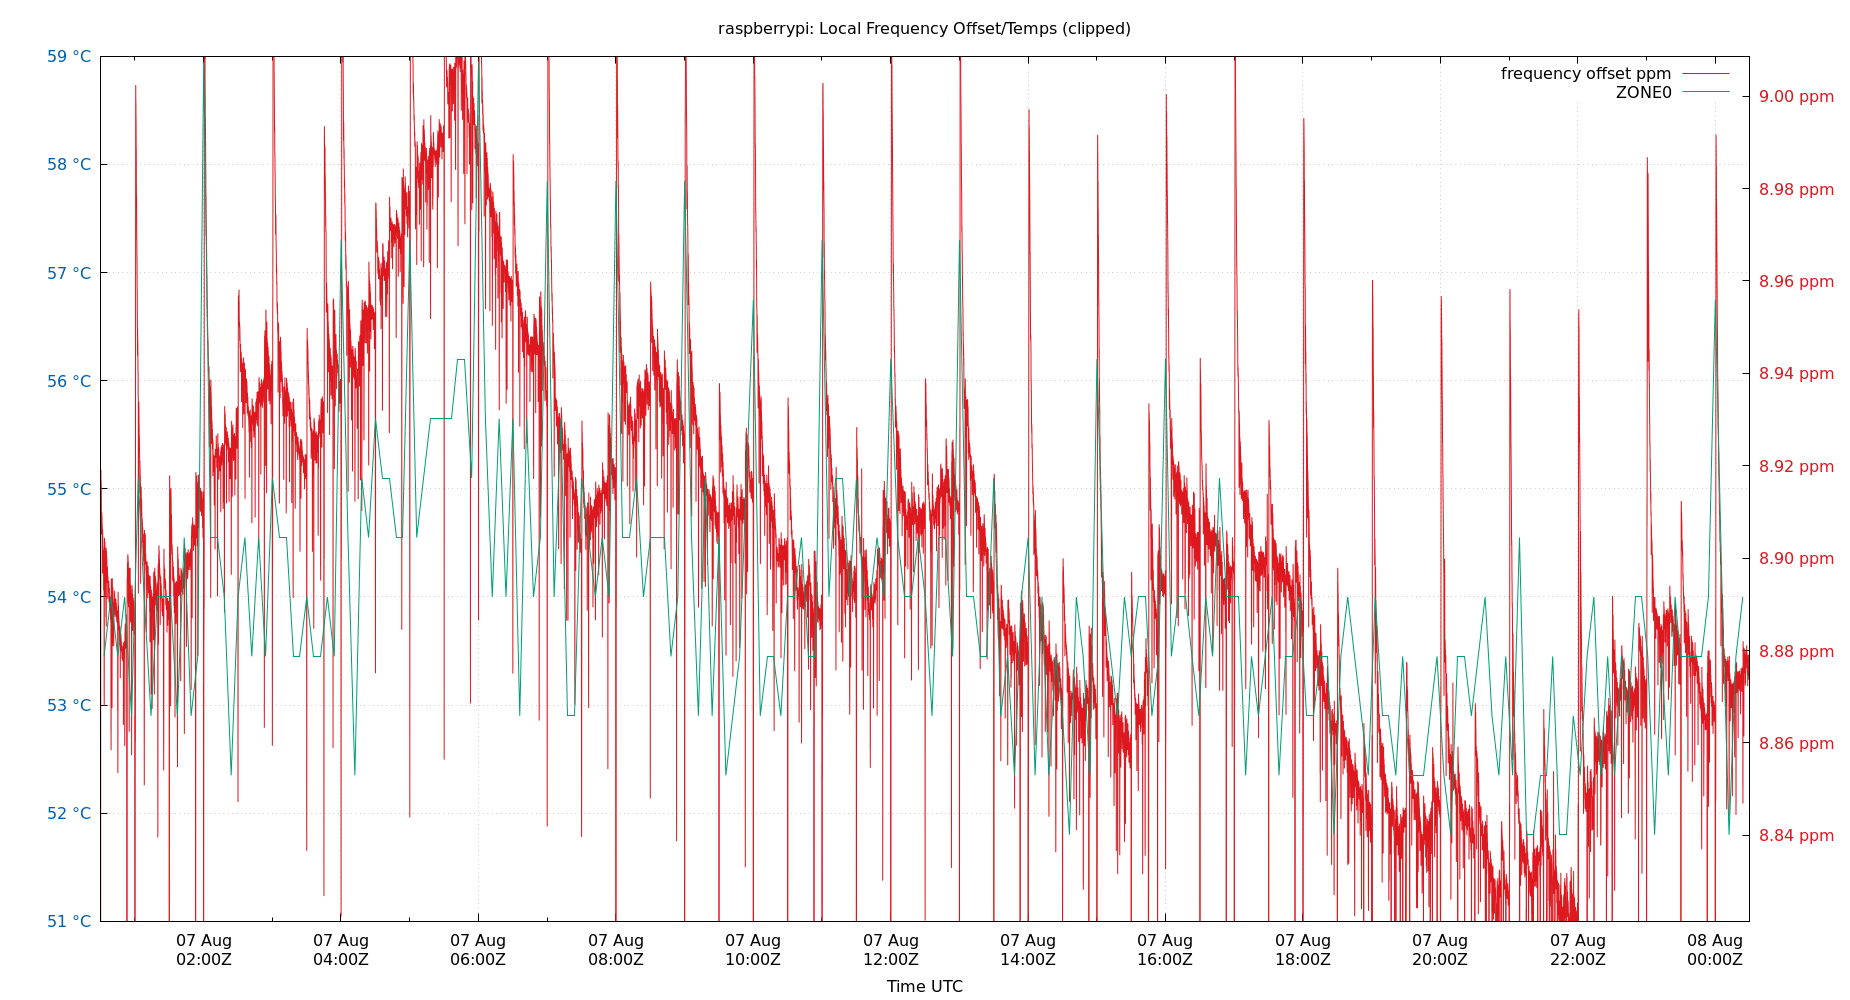 raspberrypi: Local Frequency Offset/Temps (clipped)
59 °C
58 °C
57 °C
56 °C
55 °C
54 °C
53 °C
52 °C
51 °C
frequency offset ppm
ZONE0
9.00 ppm
8.98 ppm
8.96 ppm
8.94 ppm
8.92 ppm
8.90 ppm
8.88 ppm
8.86 ppm
8.84 ppm
07 Aug
02:00Z
07 Aug
04:00Z
07 Aug
06:00Z
07 Aug
08:00Z
07 Aug
10:00Z
07 Aug
12:00Z
07 Aug
14:00Z
07 Aug
16:00Z
07 Aug
18:00Z
07 Aug
20:00Z
07 Aug
22:00Z
08 Aug
00:00Z
Time UTC